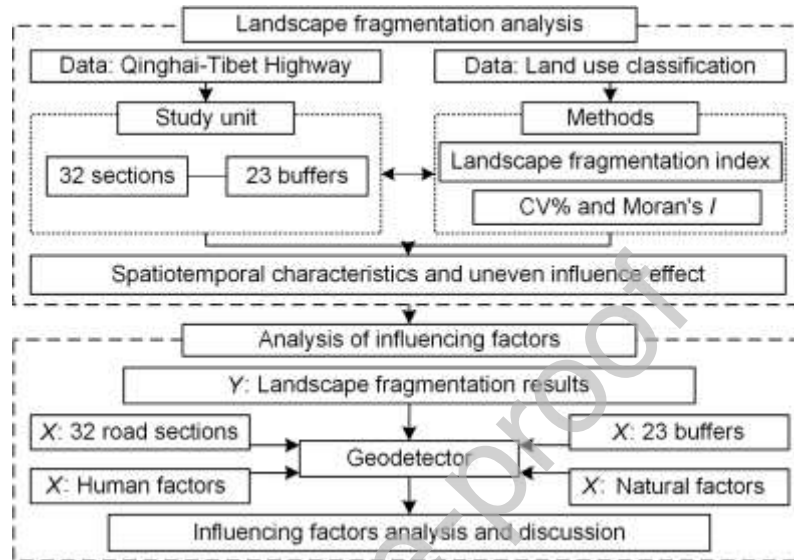 Landscape fragmentation analysis
Data: Qinghai-Tibet Highway
Data: Land use classification
Study unit
Methods
32 sections
23 buffers
Landscape fragmentation index
CV% and Moran's I
Spatiotemporal characteristics and uneven influence effect
Analysis of influencing factors
Y: Landscape fragmentation results
X: 32 road sections
X: 23 buffers
Geodetector
X: Human factors
X: Natural factors
Influencing factors analysis and discussion
e-proof